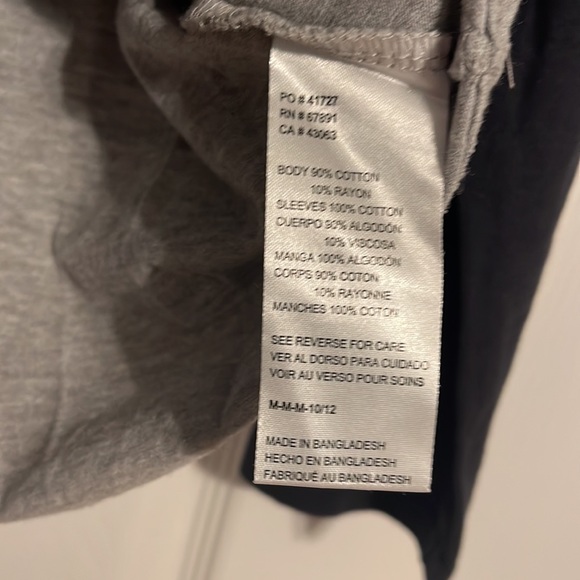 PO # 41727
RN # 67891
CA # 43063
BODY 90% COTTON
10% RAYON
SLEEVES 100% COTTON
CUERPO 90% ALGODÓN
10% VISCOSA
MANGA 100% ALGODÓN
CORPS 90% COTON
10% RAYONNE
MANCHES 100% COTON
SEE REVERSE FOR CARE
VER AL DORSO PARA CUIDADO
VOIR AU VERSO POUR SOINS
M-M-M-10/12
MADE IN BANGLADESH
HECHO EN BANGLADESH
FABRIQUÉ AU BANGLADESH